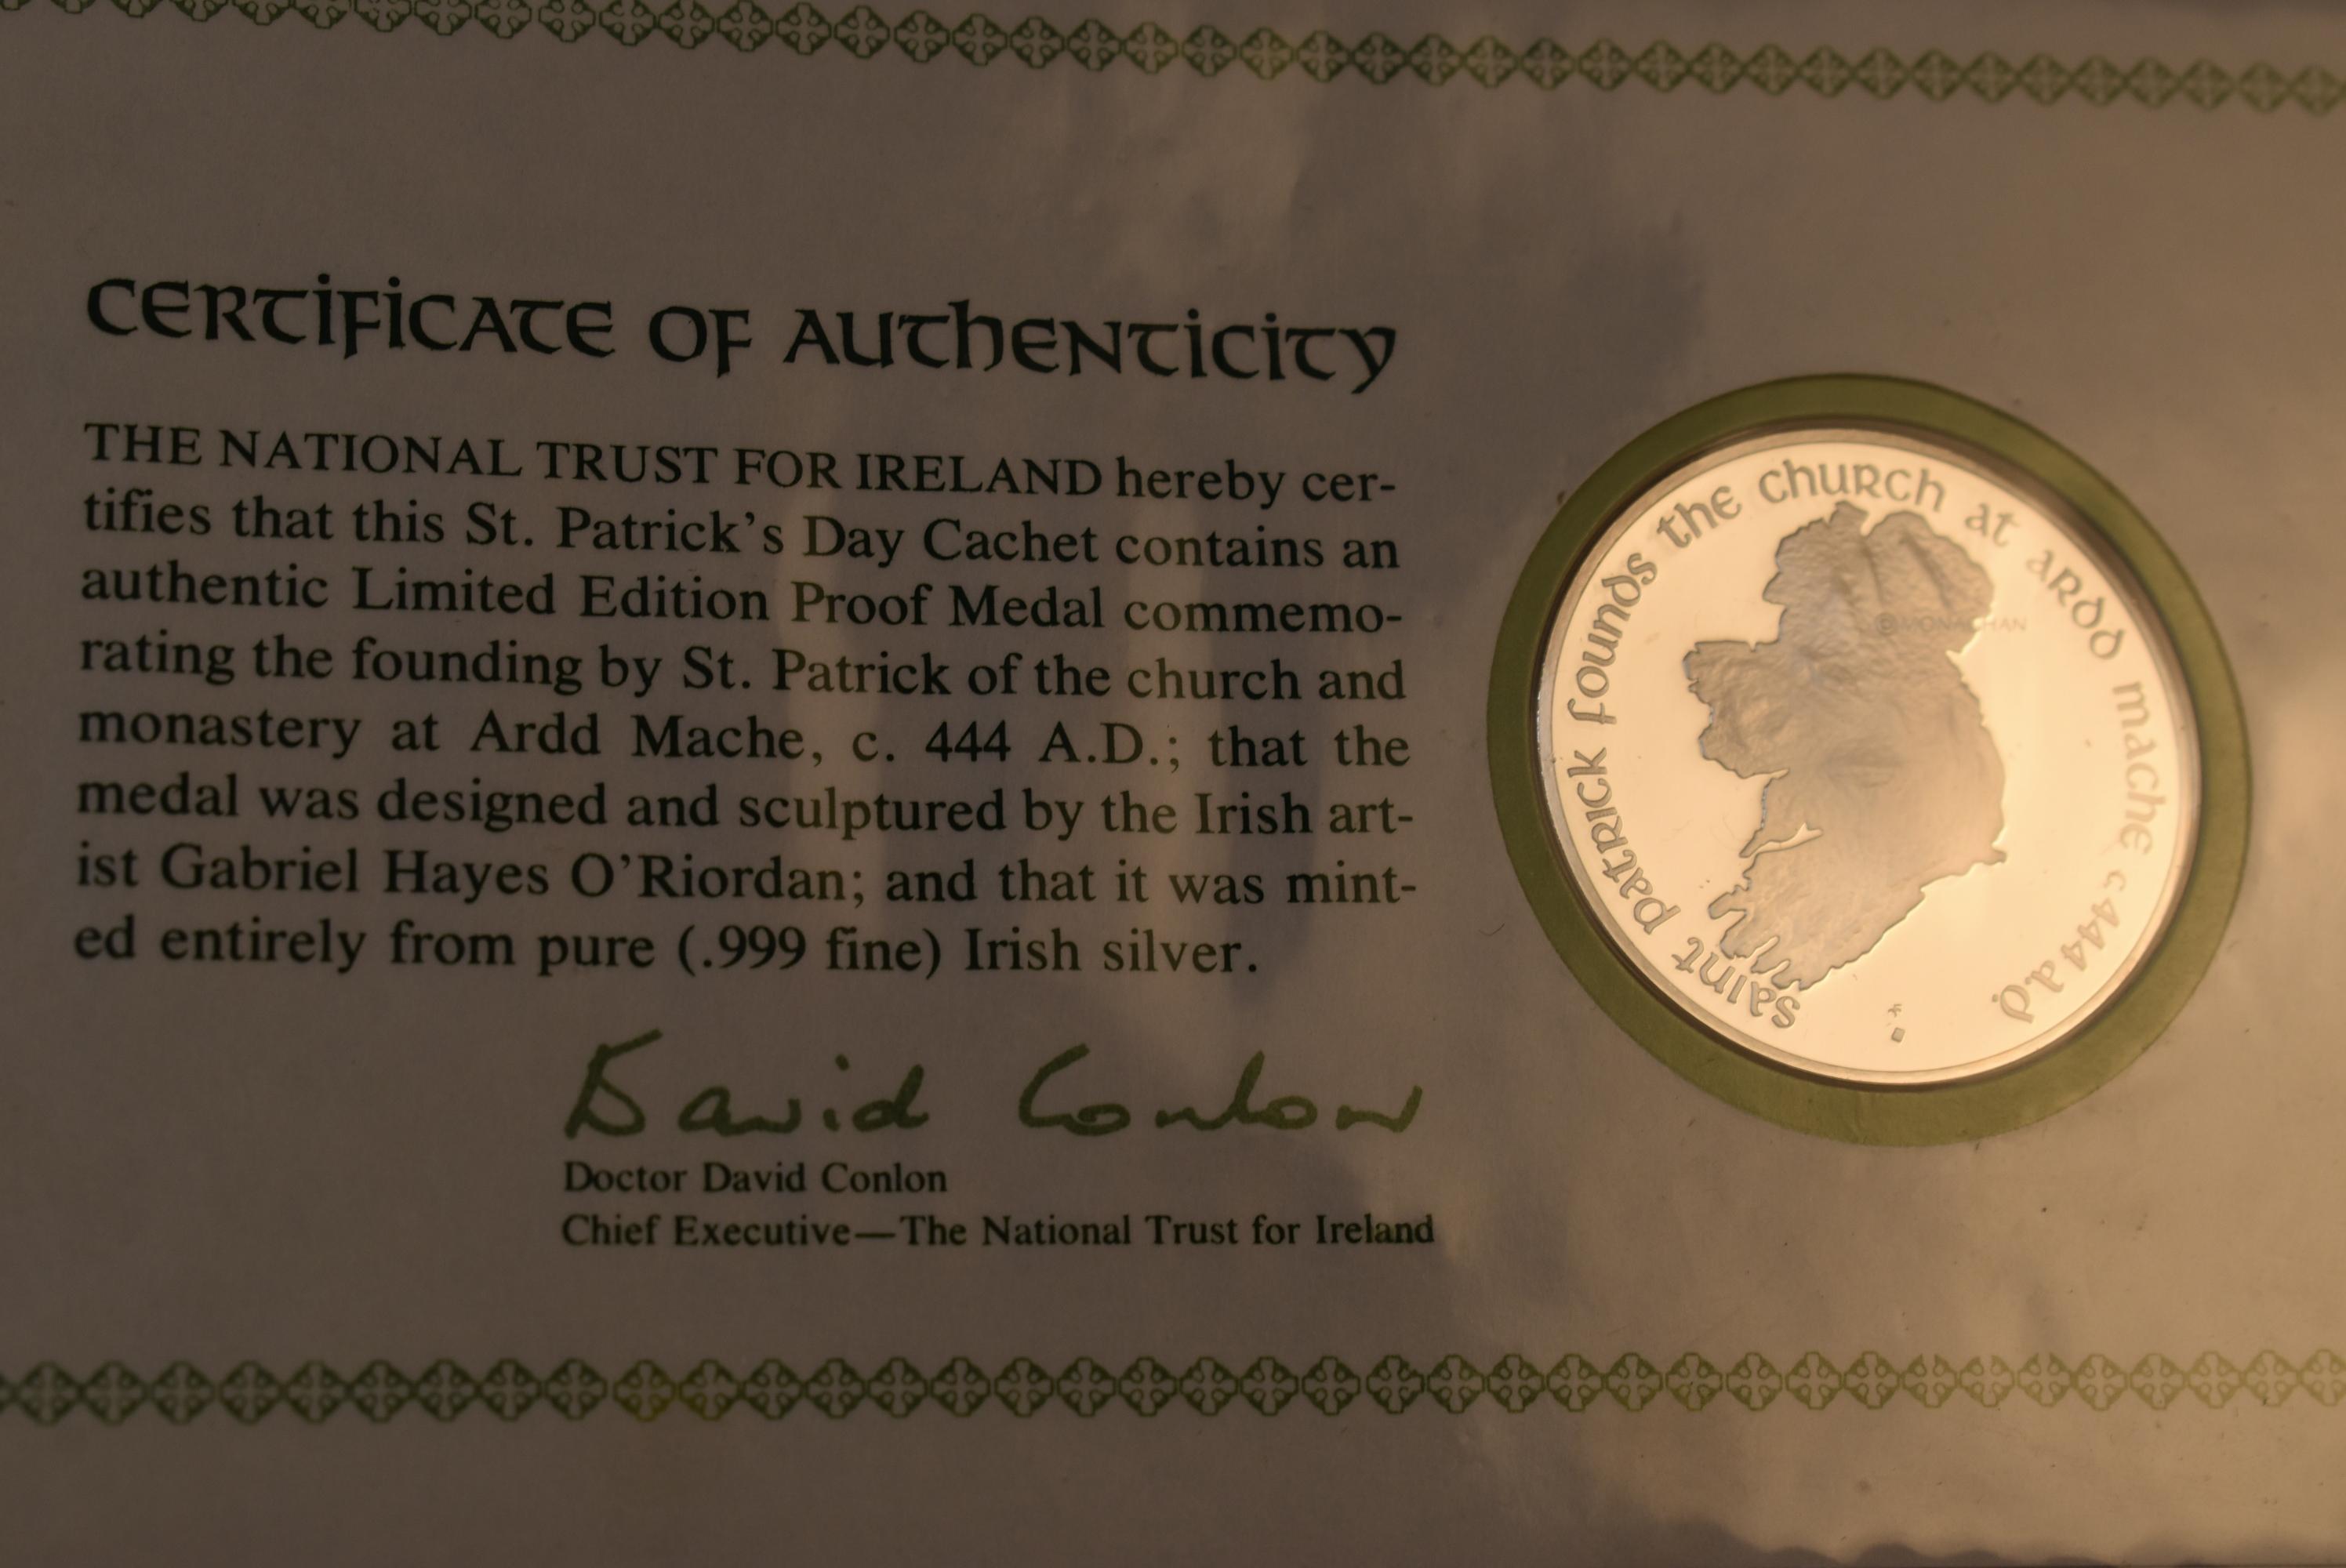 CERTIFICATE OF AUTHENTICITY
THE NATIONAL TRUST FOR IRELAND hereby cer-
tifies that this St. Patrick's Day Cachet contains an
authentic Limited Edition Proof Medal commemo-
rating the founding by St. Patrick of the church and
monastery at Ardd Mache, c. 444 A.D.; that the
medal was designed and sculptured by the Irish art-
ist Gabriel Hayes O'Riordan; and that it was mint-
ed entirely from pure (.999 fine) Irish silver.
David Conlon
Doctor David Conlon
Chief Executive—The National Trust for Ireland
saint patrick founds the church at ardd mache c 444 a.d.
© MONAGHAN